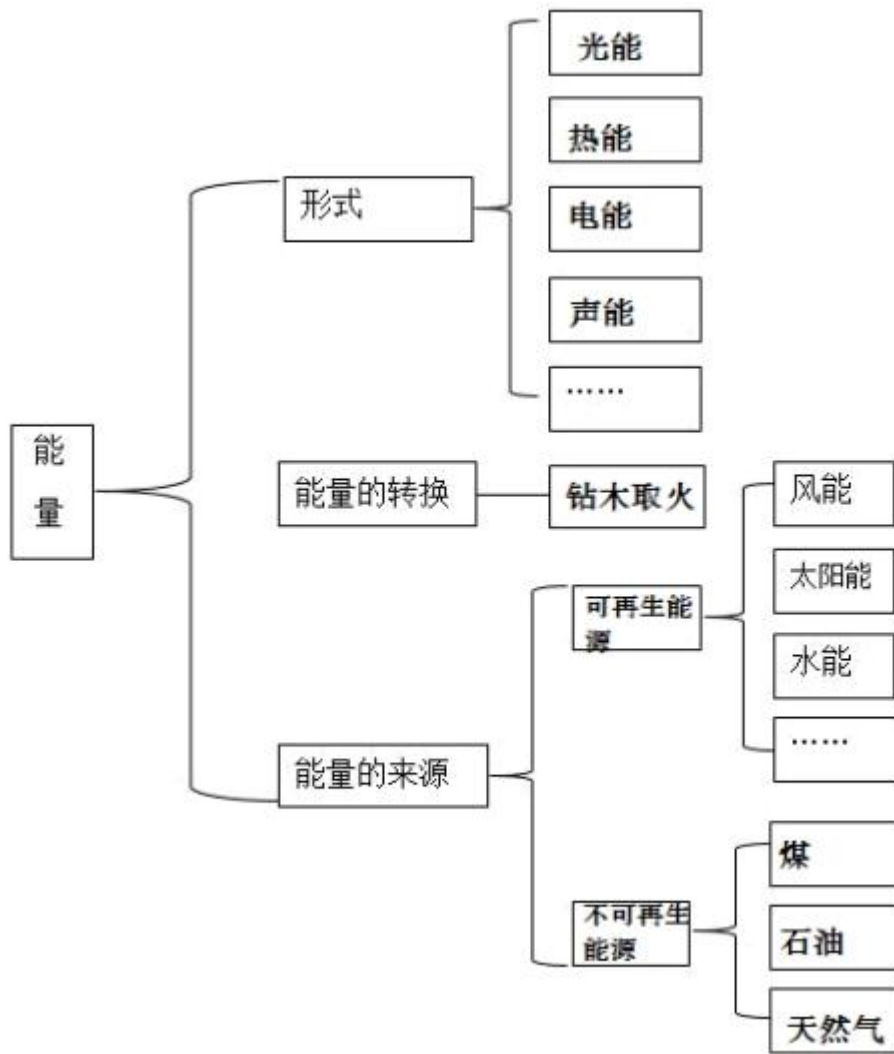 能
量
形式
光能
热能
电能
声能
……
能量的转换
钻木取火
能量的来源
可再生能
源
风能
太阳能
水能
……
不可再生
能源
煤
石油
天然气